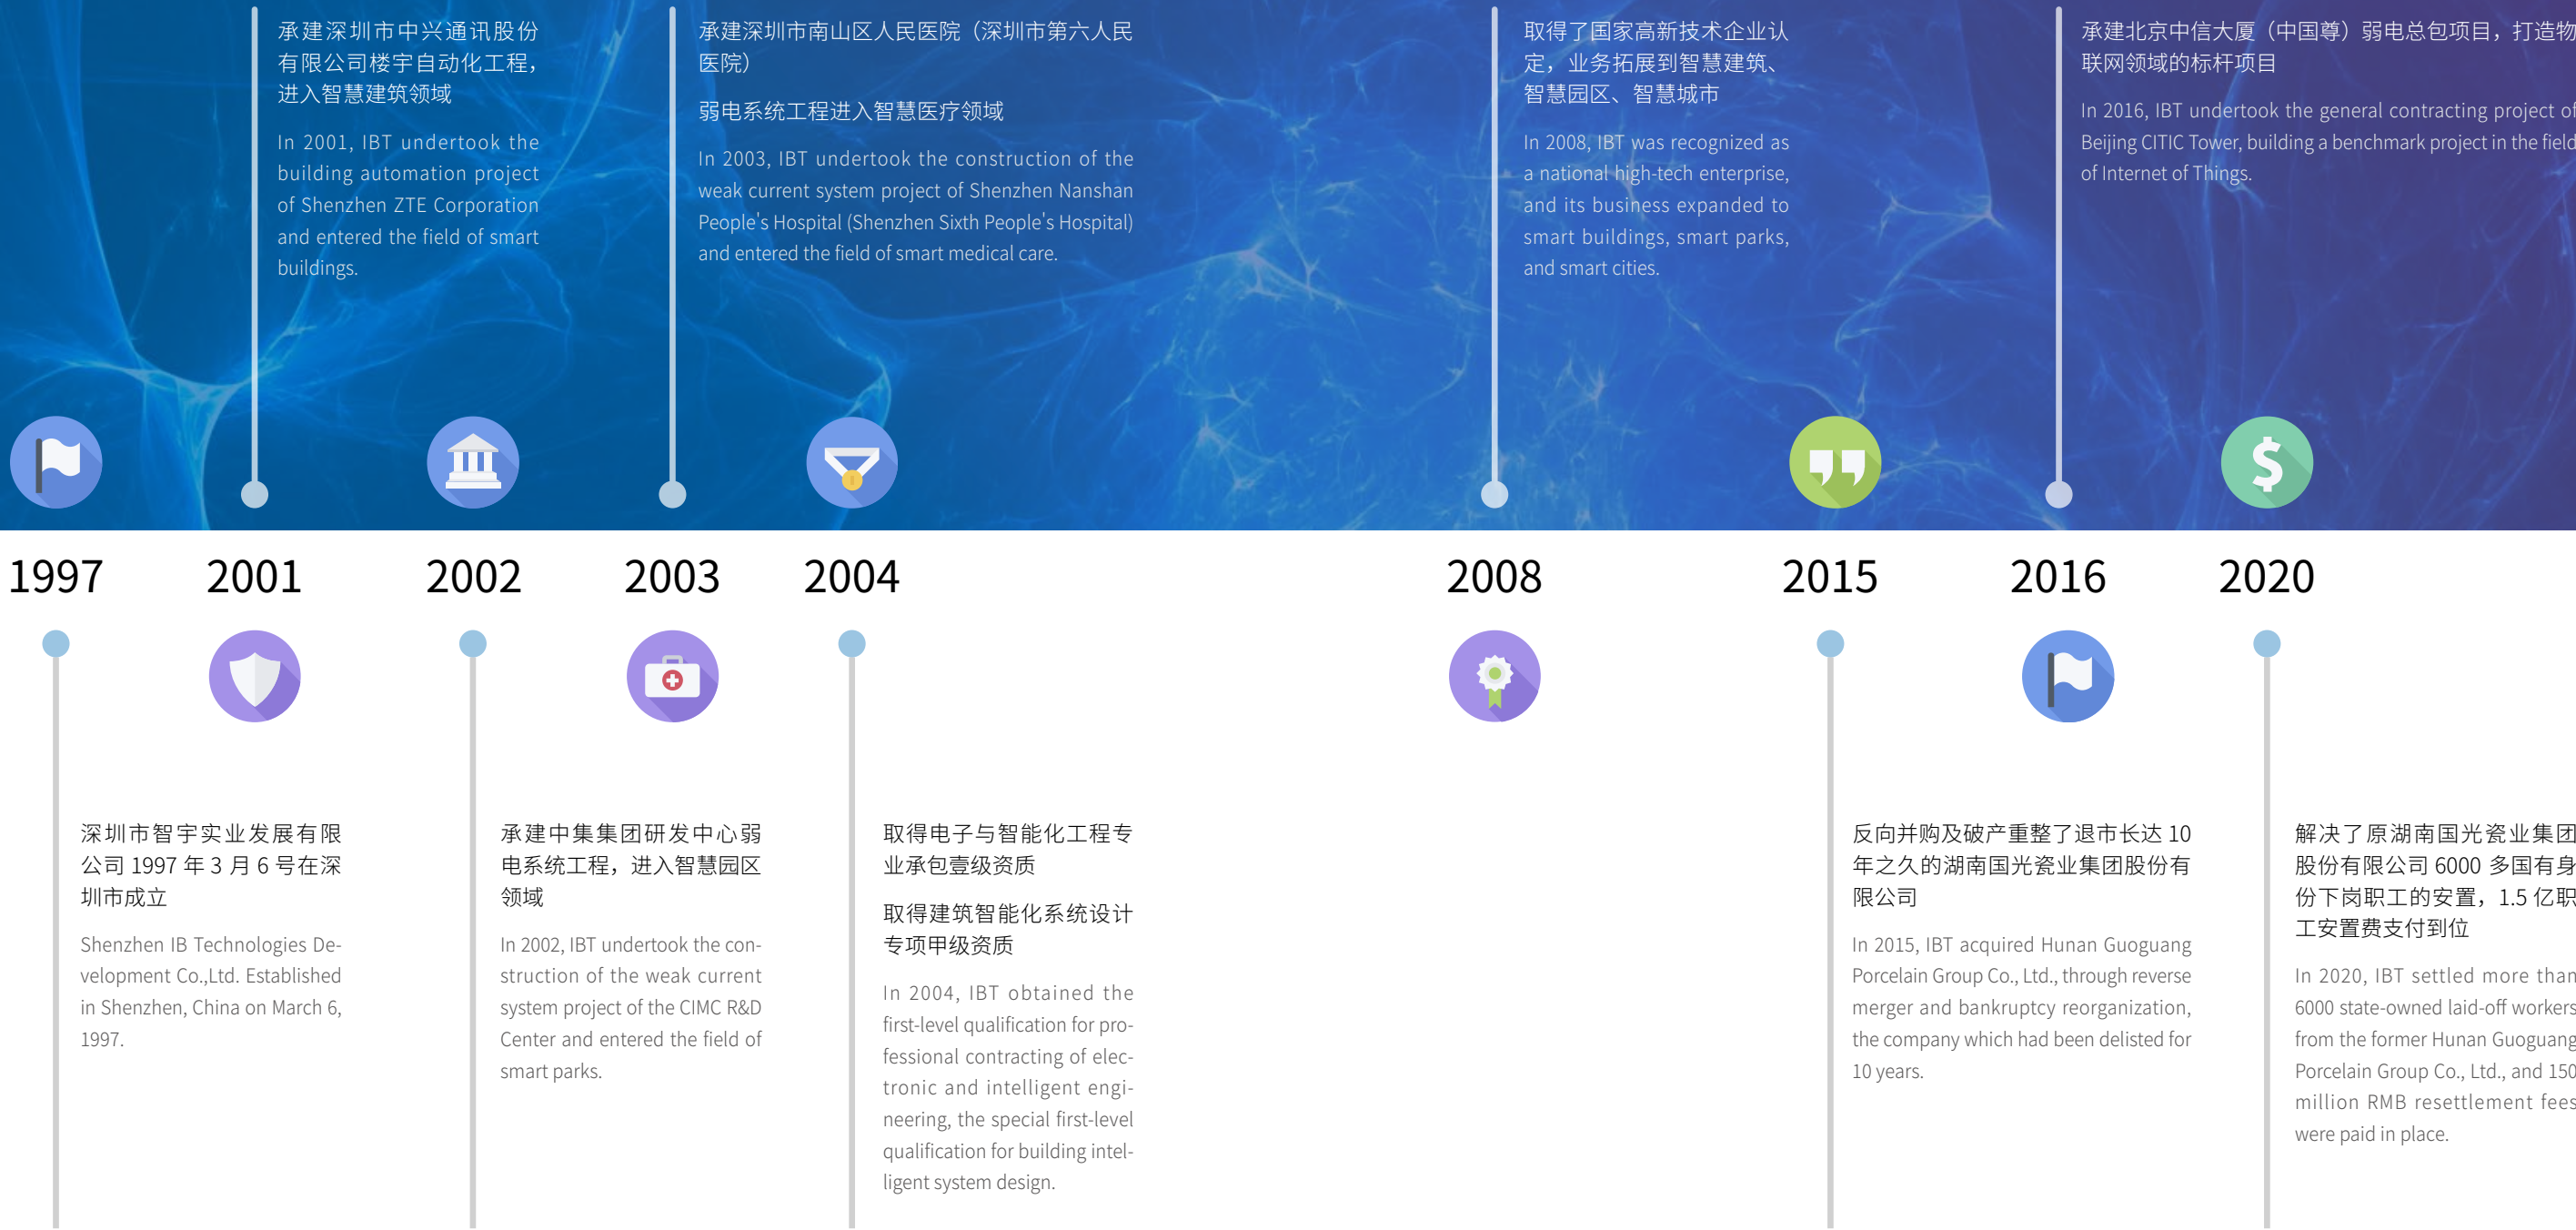 承建深圳市中兴通讯股份
有限公司楼宇自动化工程，
进入智慧建筑领域
In 2001, IBT undertook the
building automation project
of Shenzhen ZTE Corporation
and entered the field of smart
buildings.
承建深圳市南山区人民医院（深圳市第六人民
医院）
弱电系统工程进入智慧医疗领域
In 2003, IBT undertook the construction of the
weak current system project of Shenzhen Nanshan
People's Hospital (Shenzhen Sixth People's Hospital)
and entered the field of smart medical care.
取得了国家高新技术企业认
定，业务拓展到智慧建筑、
智慧园区、智慧城市
In 2008, IBT was recognized as
a national high-tech enterprise,
and its business expanded to
smart buildings, smart parks,
and smart cities.
承建北京中信大厦（中国尊）弱电总包项目，打造物
联网领域的标杆项目
In 2016, IBT undertook the general contracting project of
Beijing CITIC Tower, building a benchmark project in the field
of Internet of Things.
1997
2001
2002
2003
2004
2008
2015
2016
2020
深圳市智宇实业发展有限
公司 1997 年 3 月 6 号在深
圳市成立
Shenzhen IB Technologies De-
velopment Co.,Ltd. Established
in Shenzhen, China on March 6,
1997.
承建中集集团研发中心弱
电系统工程，进入智慧园区
领域
In 2002, IBT undertook the con-
struction of the weak current
system project of the CIMC R&D
Center and entered the field of
smart parks.
取得电子与智能化工程专
业承包壹级资质
取得建筑智能化系统设计
专项甲级资质
In 2004, IBT obtained the
first-level qualification for pro-
fessional contracting of elec-
tronic and intelligent engi-
neering, the special first-level
qualification for building intel-
ligent system design.
反向并购及破产重整了退市长达 10
年之久的湖南国光瓷业集团股份有
限公司
In 2015, IBT acquired Hunan Guoguang
Porcelain Group Co., Ltd., through reverse
merger and bankruptcy reorganization,
the company which had been delisted for
10 years.
解决了原湖南国光瓷业集团
股份有限公司 6000 多国有身
份下岗职工的安置，1.5 亿职
工安置费支付到位
In 2020, IBT settled more than
6000 state-owned laid-off workers
from the former Hunan Guoguang
Porcelain Group Co., Ltd., and 150
million RMB resettlement fees
were paid in place.